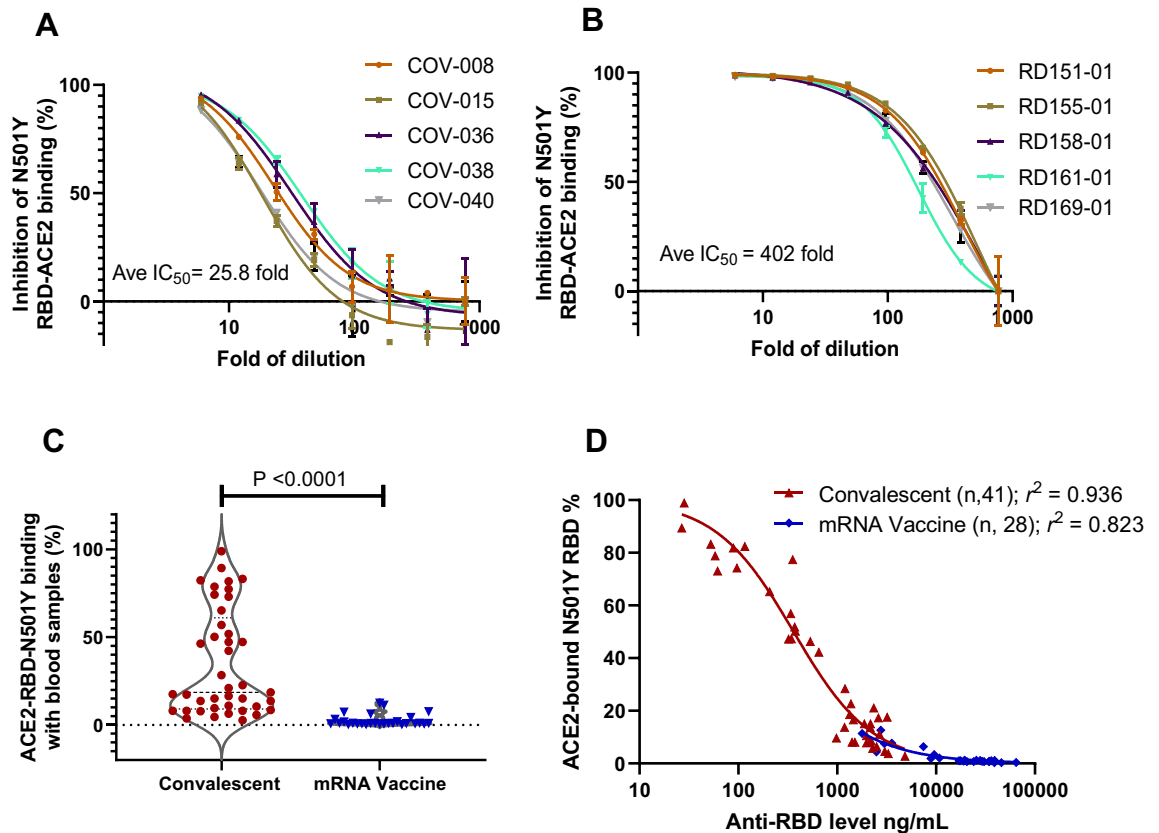 A
COV-008
COV-015
COV-036
COV-038
COV-040
Inhibition of N501Y
RBD-ACE2 binding (%)
100
50
0
Ave IC50= 25.8 fold
10
100
1000
Fold of dilution
B
RD151-01
RD155-01
RD158-01
RD161-01
RD169-01
Inhibition of N501Y
RBD-ACE2 binding (%)
100
50
0
Ave IC50 = 402 fold
10
100
1000
Fold of dilution
C
P <0.0001
ACE2-RBD-N501Y binding
with blood samples (%)
100
50
0
Convalescent
mRNA Vaccine
D
Convalescent (n,41); r2 = 0.936
mRNA Vaccine (n, 28); r2 = 0.823
ACE2-bound N501Y RBD %
100
80
60
40
20
0
10
100
1000
10000
100000
Anti-RBD level ng/mL